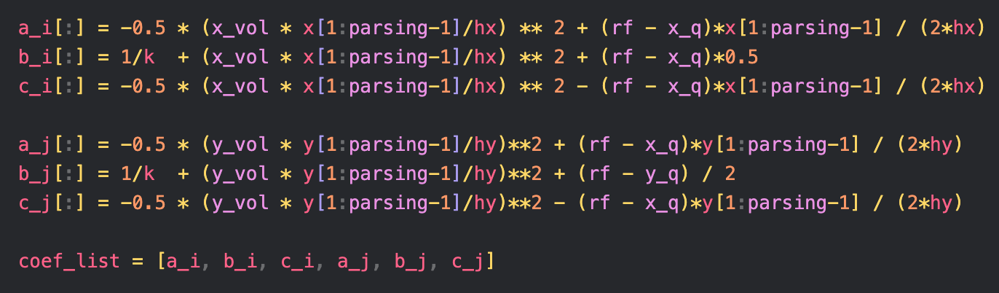 a_i[:] = -0.5 * (x_vol * x[1:parsing-1]/hx) ** 2 + (rf - x_q)*x[1:parsing-1] / (2*hx)
b_i[:] = 1/k  + (x_vol * x[1:parsing-1]/hx) ** 2 + (rf - x_q)*0.5
c_i[:] = -0.5 * (x_vol * x[1:parsing-1]/hx) ** 2 - (rf - x_q)*x[1:parsing-1] / (2*hx)
a_j[:] = -0.5 * (y_vol * y[1:parsing-1]/hy)**2 + (rf - x_q)*y[1:parsing-1] / (2*hy)
b_j[:] = 1/k  + (y_vol * y[1:parsing-1]/hy)**2 + (rf - y_q) / 2
c_j[:] = -0.5 * (y_vol * y[1:parsing-1]/hy)**2 - (rf - x_q)*y[1:parsing-1] / (2*hy)
coef_list = [a_i, b_i, c_i, a_j, b_j, c_j]